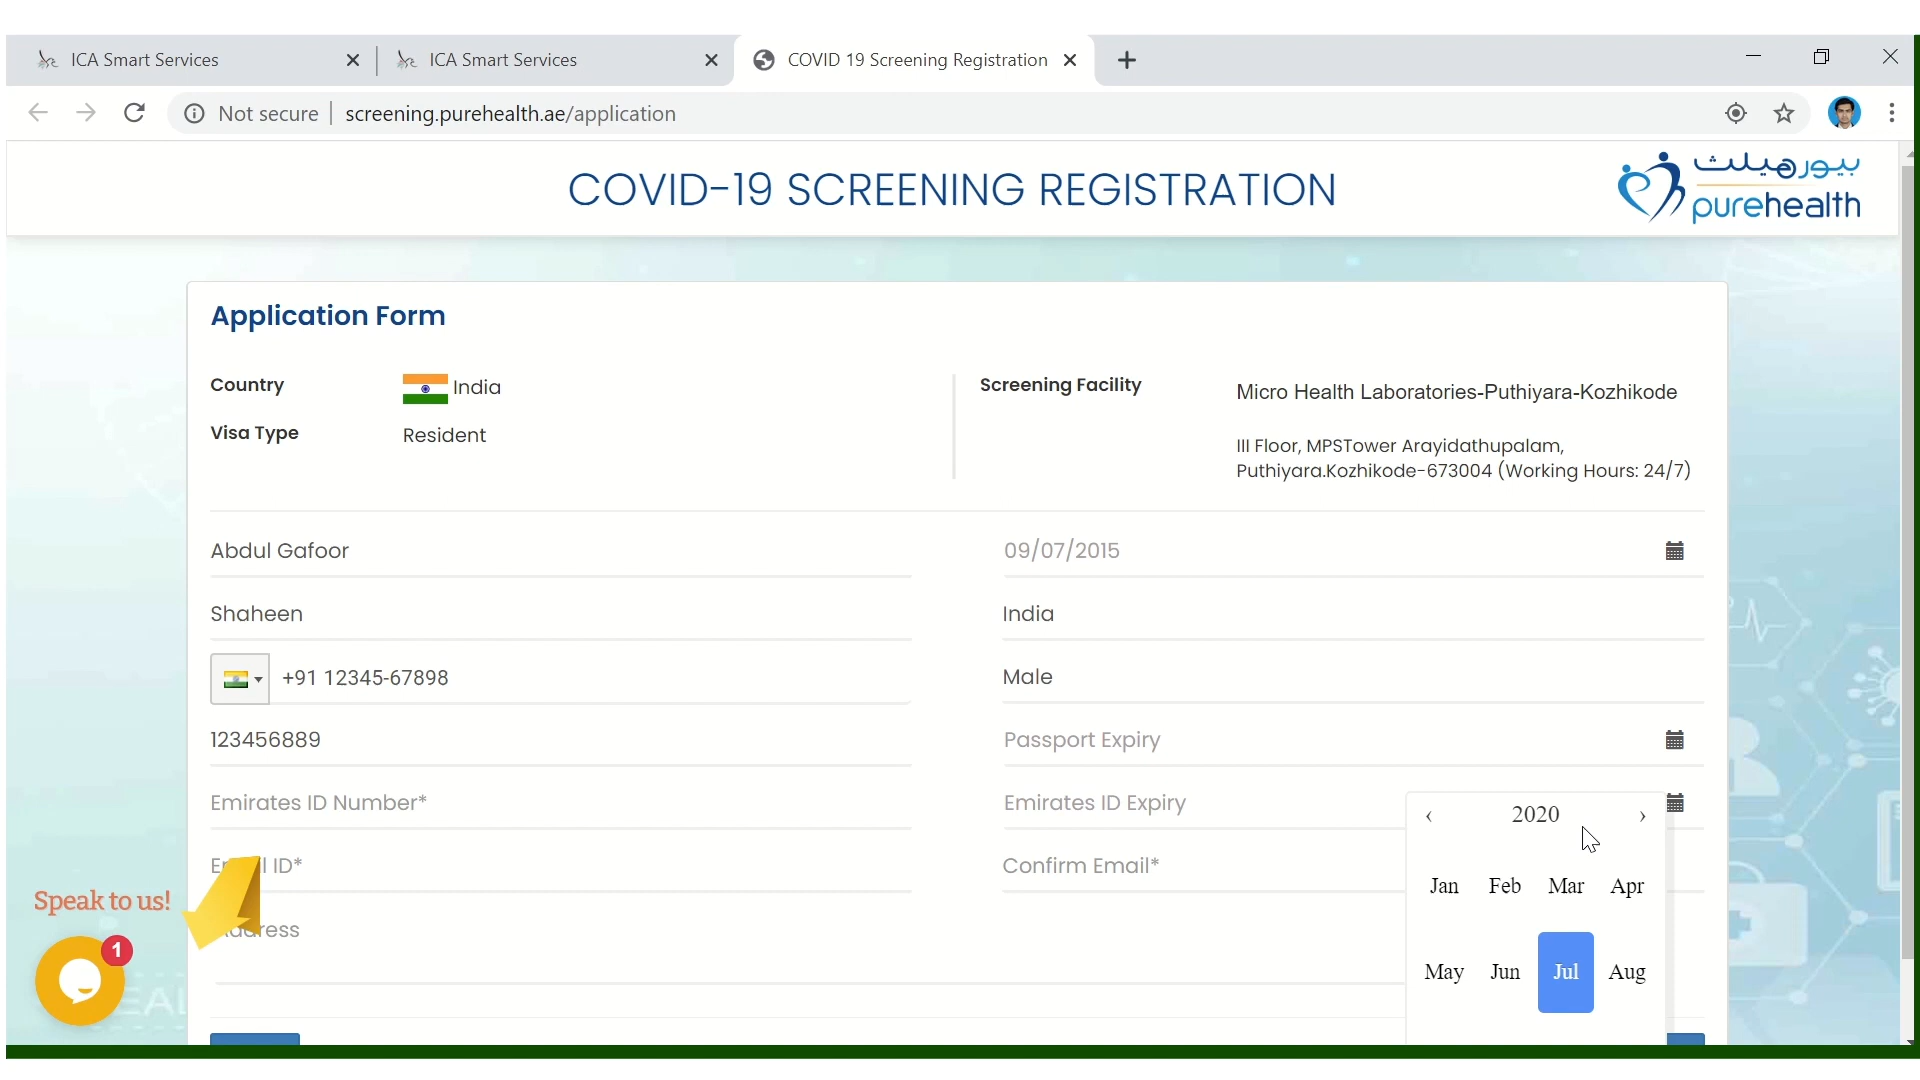 ICA Smart Services
ICA Smart Services
COVID 19 Screening Registration
Not secure
screening.purehealth.ae/application
COVID-19 SCREENING REGISTRATION
بيورهيلث
purehealth
Application Form
Country
India
Screening Facility
Micro Health Laboratories-Puthiyara-Kozhikode
Visa Type
Resident
III Floor, MPSTower Arayidathupalam,
Puthiyara.Kozhikode-673004 (Working Hours: 24/7)
Abdul Gafoor
09/07/2015
Shaheen
India
+91 12345-67898
Male
123456889
Passport Expiry
Emirates ID Number*
Emirates ID Expiry
‹ 2020 ›
ID*
Confirm Email*
Jan Feb Mar Apr
Speak to us!
Address
1
May Jun Jul Aug